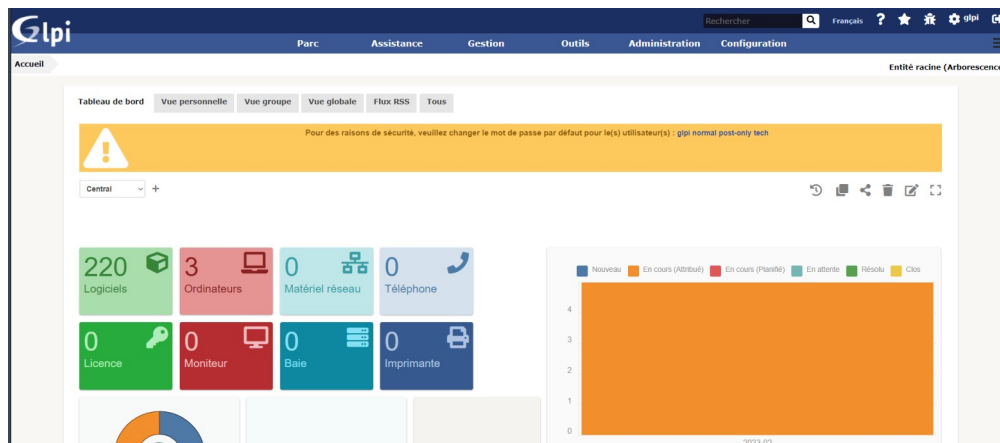 Glpi
Rechercher
Français
?
glpi
Parc
Assistance
Gestion
Outils
Administration
Configuration
Accueil
Entité racine (Arborescence
Tableau de bord
Vue personnelle
Vue groupe
Vue globale
Flux RSS
Tous
Pour des raisons de sécurité, veuillez changer le mot de passe par défaut pour le(s) utilisateur(s) : glpi normal post-only tech
Central
+
220
Logiciels
3
Ordinateurs
0
Matériel réseau
0
Téléphone
0
Licence
0
Moniteur
0
Baie
0
Imprimante
Nouveau
En cours (Attribué)
En cours (Planifié)
En attente
Résolu
Clos
4
3
2
1
0
2023-03